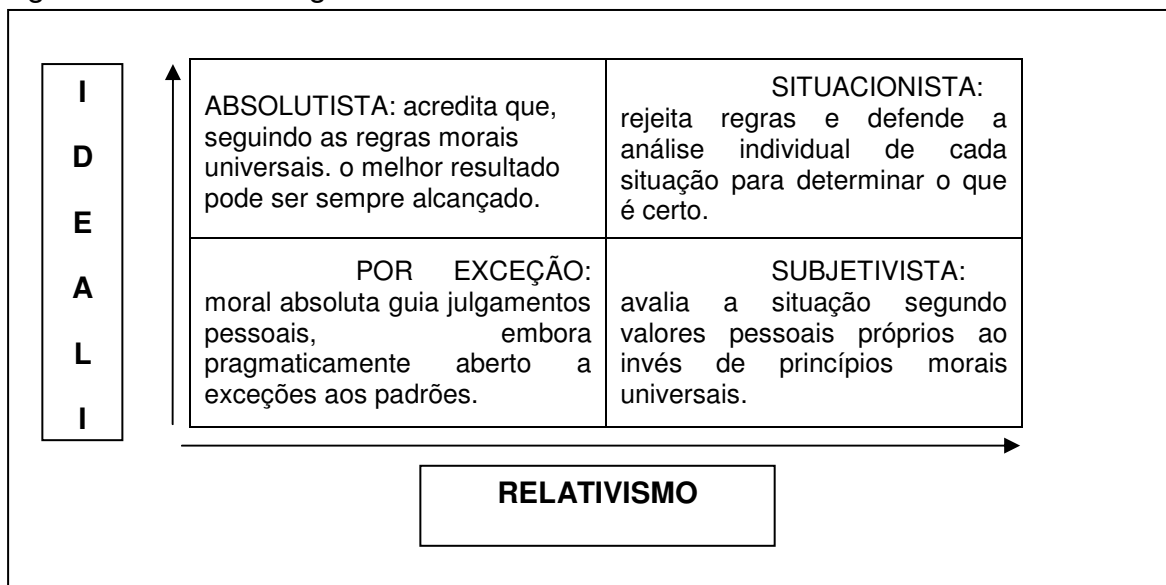 I
D
E
A
L
I
ABSOLUTISTA: acredita que,
seguindo as regras morais
universais. o melhor resultado
pode ser sempre alcançado.
SITUACIONISTA:
rejeita regras e defende a
análise individual de cada
situação para determinar o que
é certo.
POR EXCEÇÃO:
moral absoluta guia julgamentos
pessoais, embora
pragmaticamente aberto a
exceções aos padrões.
SUBJETIVISTA:
avalia a situação segundo
valores pessoais próprios ao
invés de princípios morais
universais.
RELATIVISMO